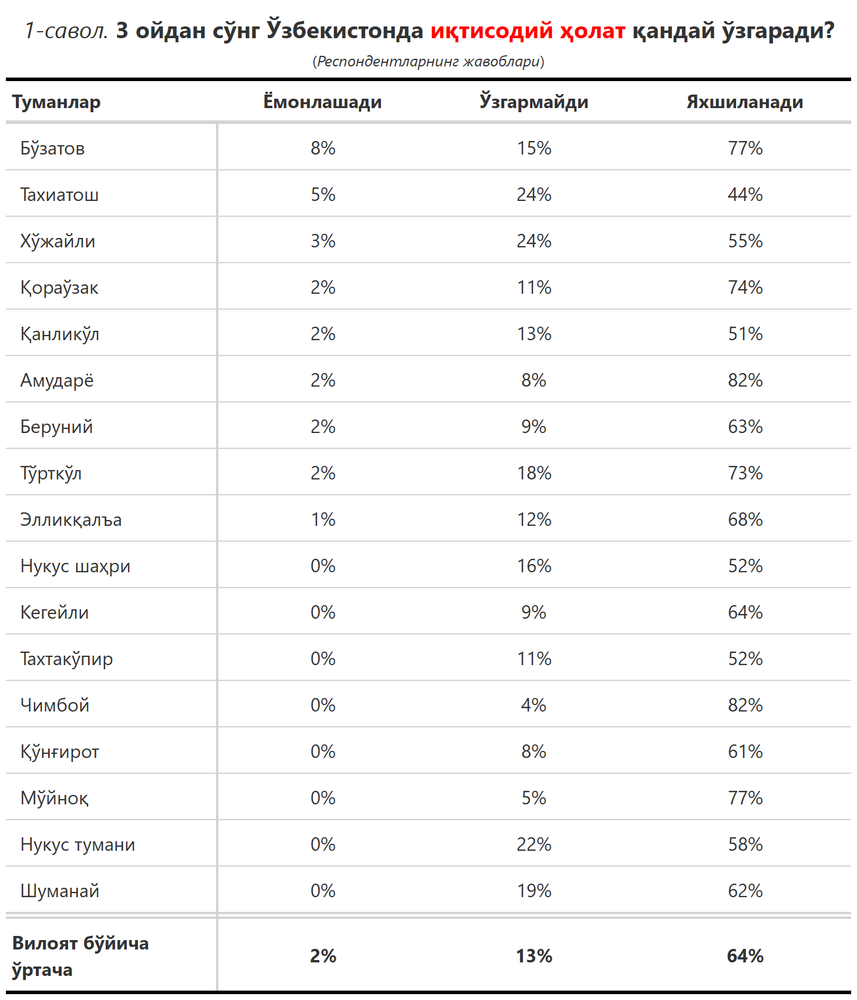 1-савол. 3 ойдан сўнг Ўзбекистонда иқтисодий ҳолат қандай ўзгаради?
(Респондентларнинг жавоблари)
Туманлар Ёмонлашади Ўзгармайди Яхшиланади
Бўзатов 8% 15% 77%
Тахиатош 5% 24% 44%
Хўжайли 3% 24% 55%
Қораўзак 2% 11% 74%
Қанликўл 2% 13% 51%
Амударё 2% 8% 82%
Беруний 2% 9% 63%
Тўрткўл 2% 18% 73%
Элликқалъа 1% 12% 68%
Нукус шаҳри 0% 16% 52%
Кегейли 0% 9% 64%
Тахтакўпир 0% 11% 52%
Чимбой 0% 4% 82%
Қўнғирот 0% 8% 61%
Мўйноқ 0% 5% 77%
Нукус тумани 0% 22% 58%
Шуманай 0% 19% 62%
Вилоят бўйича
ўртача 2% 13% 64%